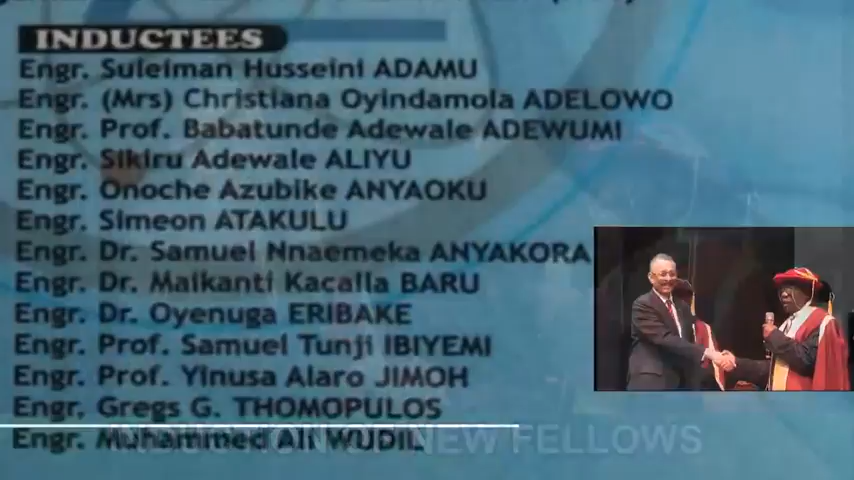 INDUCTEES
Engr. Suleiman Husseini ADAMU
Engr. (Mrs) Christiana Oyindamola ADELOWO
Engr. Prof. Babatunde Adewale ADEWUMI
Engr. Sikiru Adewale ALIYU
Engr. Onoche Azubike ANYAOKU
Engr. Simeon ATAKULU
Engr. Dr. Samuel Nnaemeka ANYAKORA
Engr. Dr. Maikanti Kacalla BARU
Engr. Dr. Oyenuga ERIBAKE
Engr. Prof. Samuel Tunji IBIYEMI
Engr. Prof. Yinusa Alaro JIMOH
Engr. Gregs G. THOMOPULOS
Engr. Muhammed Ali WUDIL
NEW FELLOWS